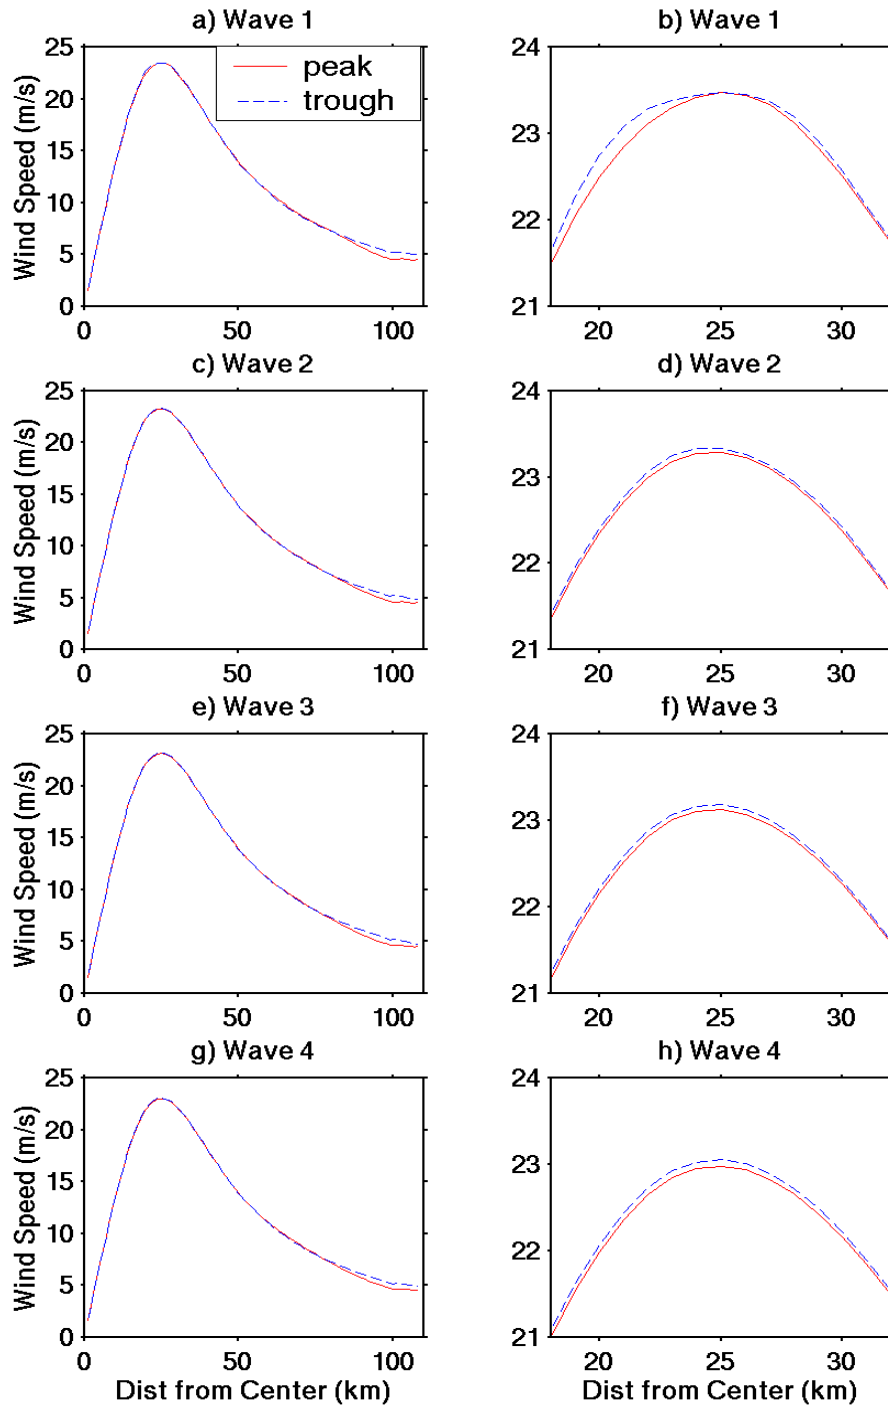 a) Wave 1
b) Wave 1
25
20
15
10
5
0
Wind Speed (m/s)
peak
trough
0 50 100
24
23
22
21
20 25 30
c) Wave 2
d) Wave 2
25
20
15
10
5
0
Wind Speed (m/s)
0 50 100
24
23
22
21
20 25 30
e) Wave 3
f) Wave 3
25
20
15
10
5
0
Wind Speed (m/s)
0 50 100
24
23
22
21
20 25 30
g) Wave 4
h) Wave 4
25
20
15
10
5
0
Wind Speed (m/s)
0 50 100
Dist from Center (km)
24
23
22
21
20 25 30
Dist from Center (km)